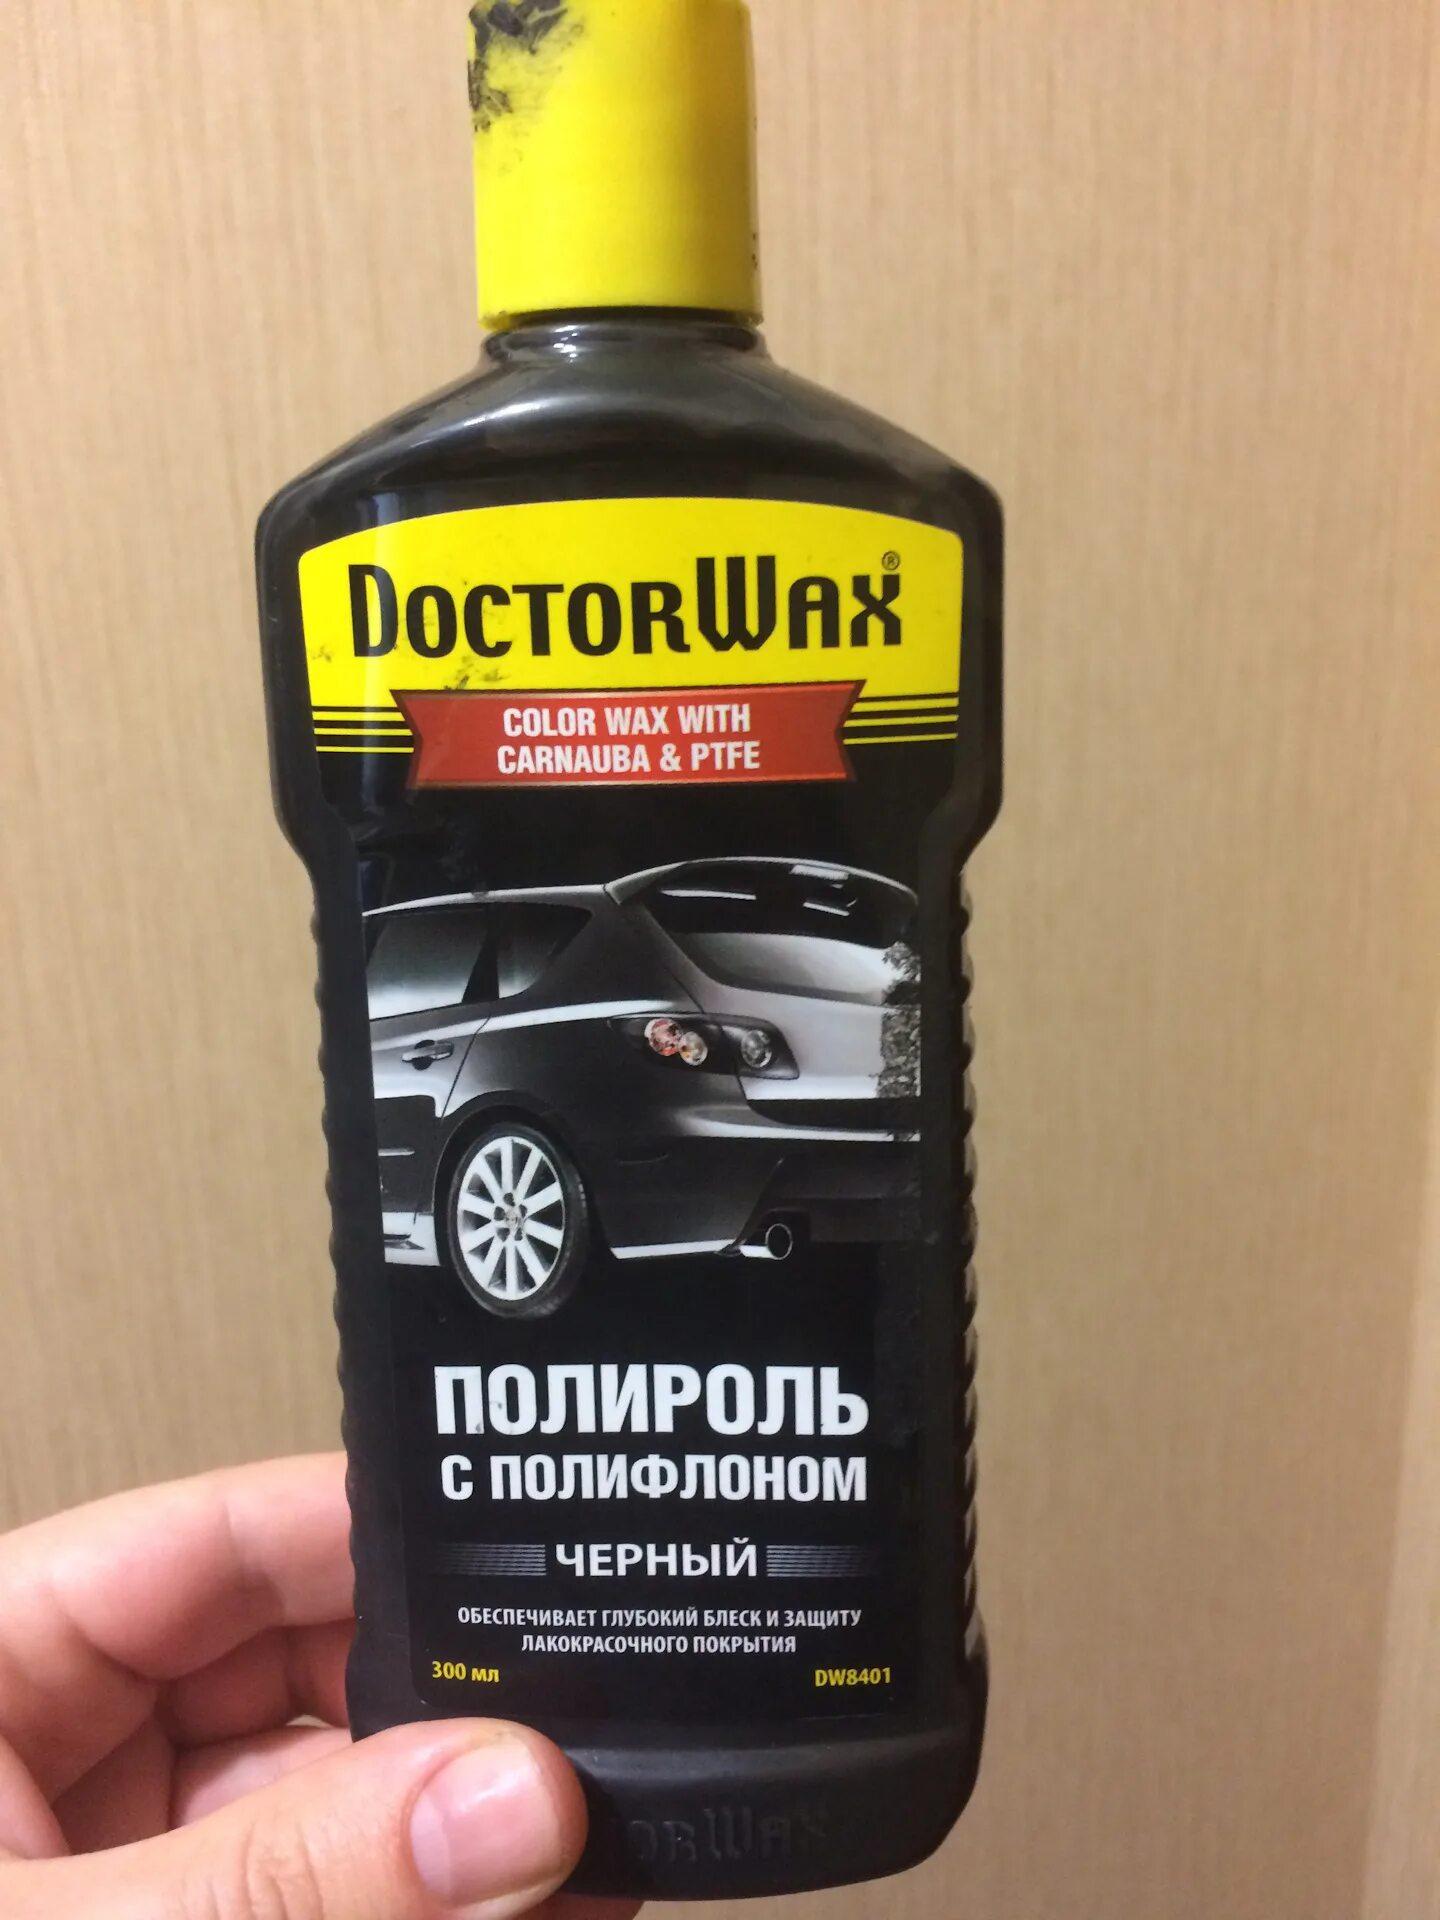 DoctorWax®
COLOR WAX WITH
CARNAUBA & PTFE
ПОЛИРОЛЬ
С ПОЛИФЛОНОМ
ЧЕРНЫЙ
ОБЕСПЕЧИВАЕТ ГЛУБОКИЙ БЛЕСК И ЗАЩИТУ
ЛАКОКРАСОЧНОГО ПОКРЫТИЯ
300 мл DW8401